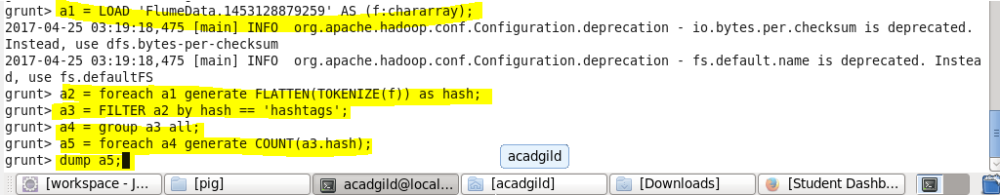 grunt> a1 = LOAD 'FlumeData.1453128879259' AS (f:chararray);
2017-04-25 03:19:18,475 [main] INFO  org.apache.hadoop.conf.Configuration.deprecation - io.bytes.per.checksum is deprecated.
Instead, use dfs.bytes-per-checksum
2017-04-25 03:19:18,475 [main] INFO  org.apache.hadoop.conf.Configuration.deprecation - fs.default.name is deprecated. Instea
d, use fs.defaultFS
grunt> a2 = foreach a1 generate FLATTEN(TOKENIZE(f)) as hash;
grunt> a3 = FILTER a2 by hash == 'hashtags';
grunt> a4 = group a3 all;
grunt> a5 = foreach a4 generate COUNT(a3.hash);
grunt> dump a5;
acadgild
[workspace - J... [pig] acadgild@local... [acadgild] [Downloads] [Student Dashb...